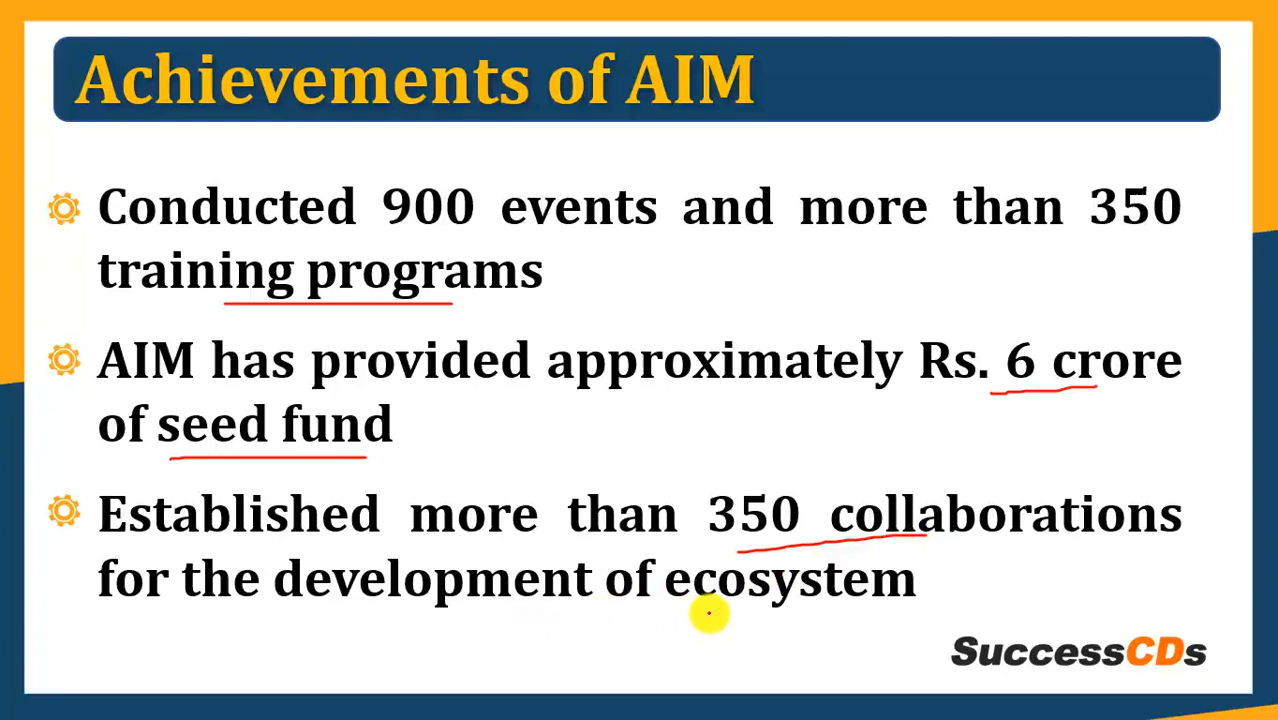 Achievements of AIM
Conducted 900 events and more than 350
training programs
AIM has provided approximately Rs. 6 crore
of seed fund
Established more than 350 collaborations
for the development of ecosystem
SuccessCDs